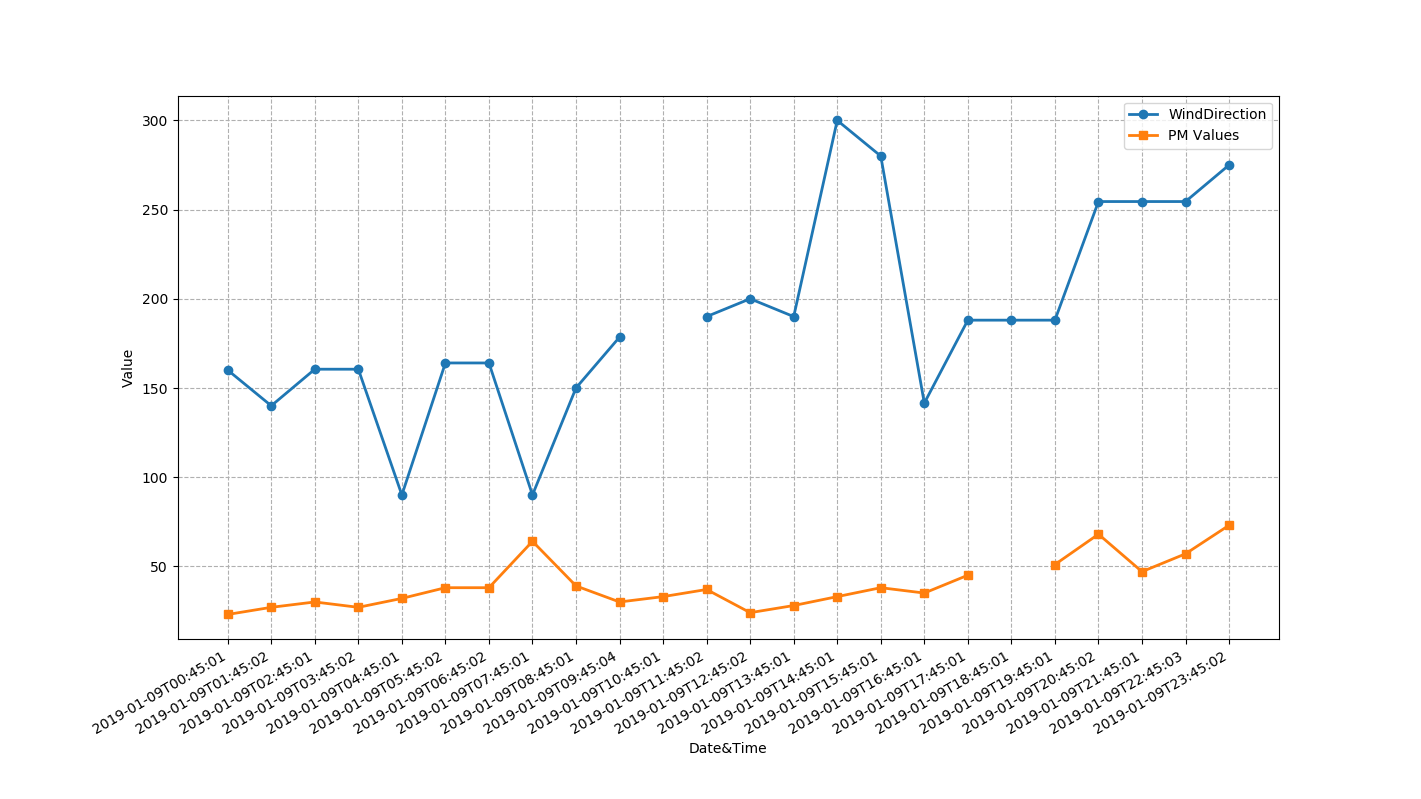 WindDirection
PM Values
300
250
200
150
100
50
Value
2019-01-09T00:45:01
2019-01-09T01:45:02
2019-01-09T02:45:01
2019-01-09T03:45:02
2019-01-09T04:45:01
2019-01-09T05:45:02
2019-01-09T06:45:02
2019-01-09T07:45:01
2019-01-09T08:45:01
2019-01-09T09:45:04
2019-01-09T10:45:01
2019-01-09T11:45:02
2019-01-09T12:45:02
2019-01-09T13:45:01
2019-01-09T14:45:01
2019-01-09T15:45:01
2019-01-09T16:45:01
2019-01-09T17:45:01
2019-01-09T18:45:01
2019-01-09T19:45:01
2019-01-09T20:45:02
2019-01-09T21:45:01
2019-01-09T22:45:03
2019-01-09T23:45:02
Date&Time